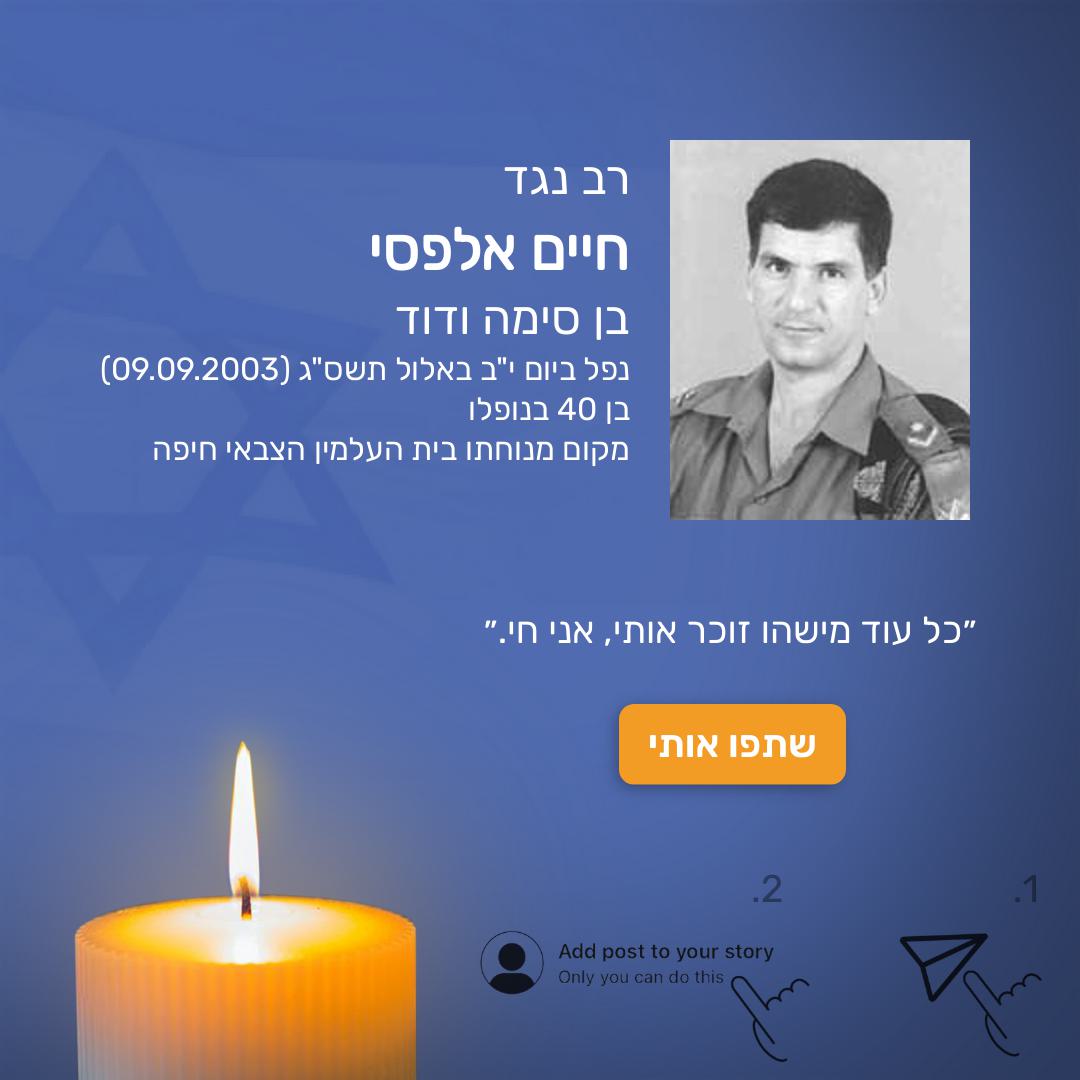 רב נגד
חיים אלפסי
בן סימה ודוד
נפל ביום י"ב באלול תשס"ג (09.09.2003)
בן 40 בנופלו
מקום מנוחתו בית העלמין הצבאי חיפה
״כל עוד מישהו זוכר אותי, אני חי.״
שתפו אותי
.1
.2
Add post to your story
Only you can do this